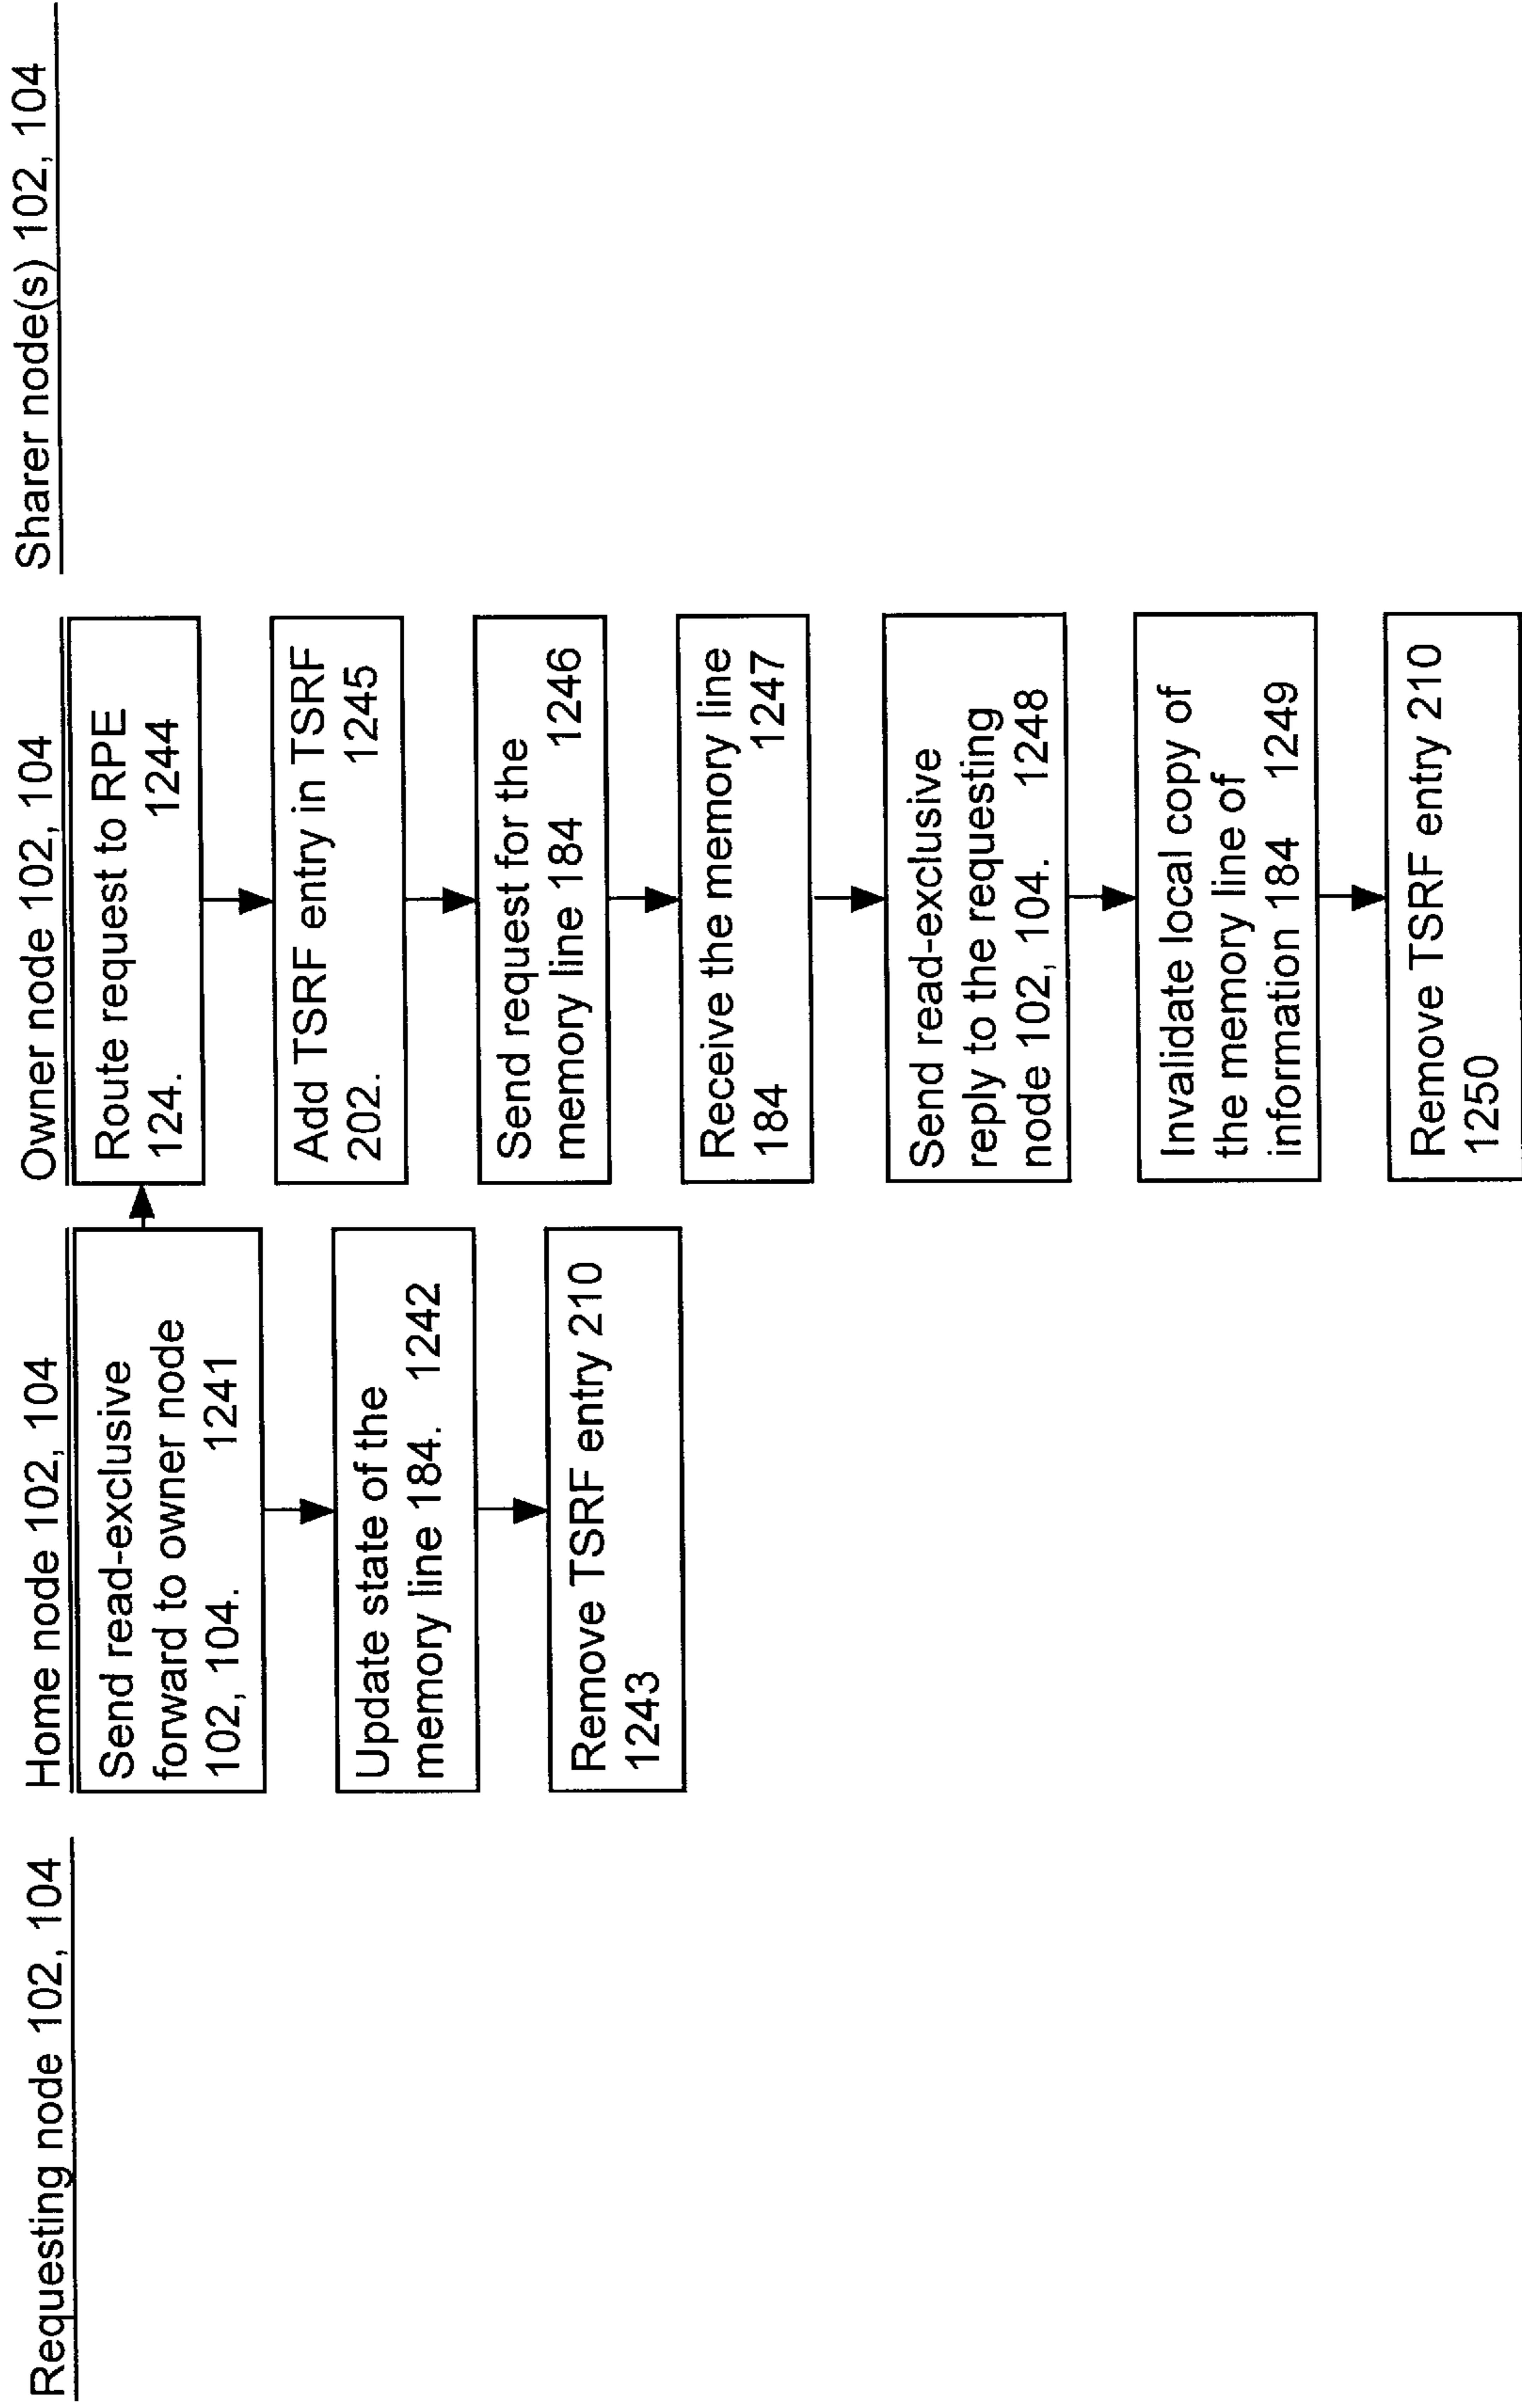 Requesting node 102, 104
Home node 102, 104
Send read-exclusive
forward to owner node
102, 104. 1241
Update state of the
memory line 184. 1242
Remove TSRF entry 210
1243
Owner node 102, 104
Route request to RPE
124. 1244
Add TSRF entry in TSRF
202. 1245
Send request for the
memory line 184 1246
Receive the memory line
184 1247
Send read-exclusive
reply to the requesting
node 102, 104. 1248
Invalidate local copy of
the memory line of
information 184 1249
Remove TSRF entry 210
1250
Sharer node(s) 102, 104